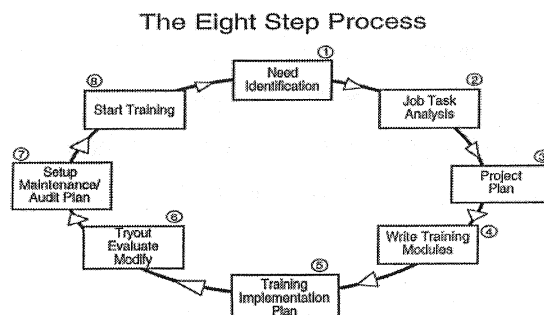 The Eight Step Process
①
Need
Identification
②
Job Task
Analysis
③
Project
Plan
④
Write Training
Modules
⑤
Training
Implementation
Plan
⑥
Tryout
Evaluate
Modify
⑦
Setup
Maintenance/
Audit Plan
⑧
Start Training